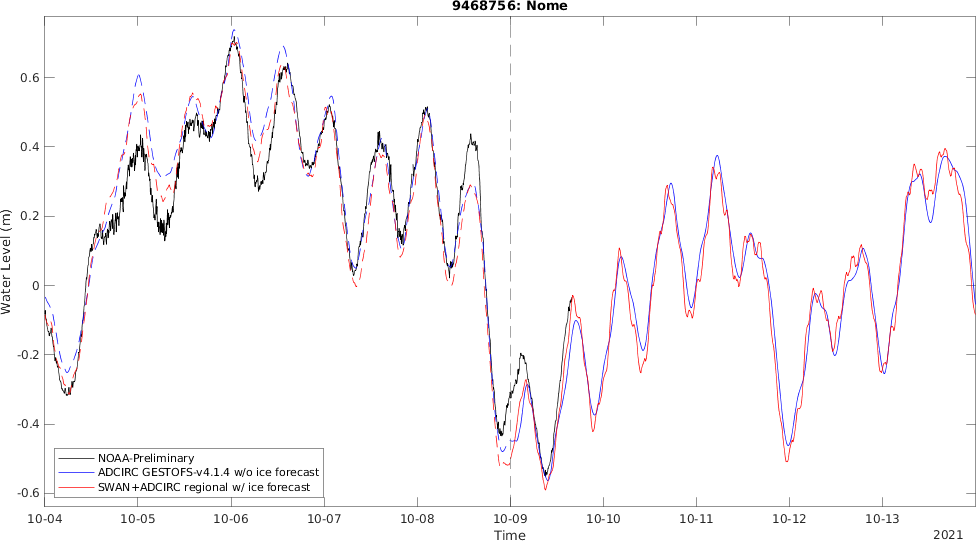 9468756: Nome
Water Level (m)
0.6
0.4
0.2
0
-0.2
-0.4
-0.6
NOAA-Preliminary
ADCIRC GESTOFS-v4.1.4 w/o ice forecast
SWAN+ADCIRC regional w/ ice forecast
10-04 10-05 10-06 10-07 10-08 10-09 10-10 10-11 10-12 10-13
Time
2021